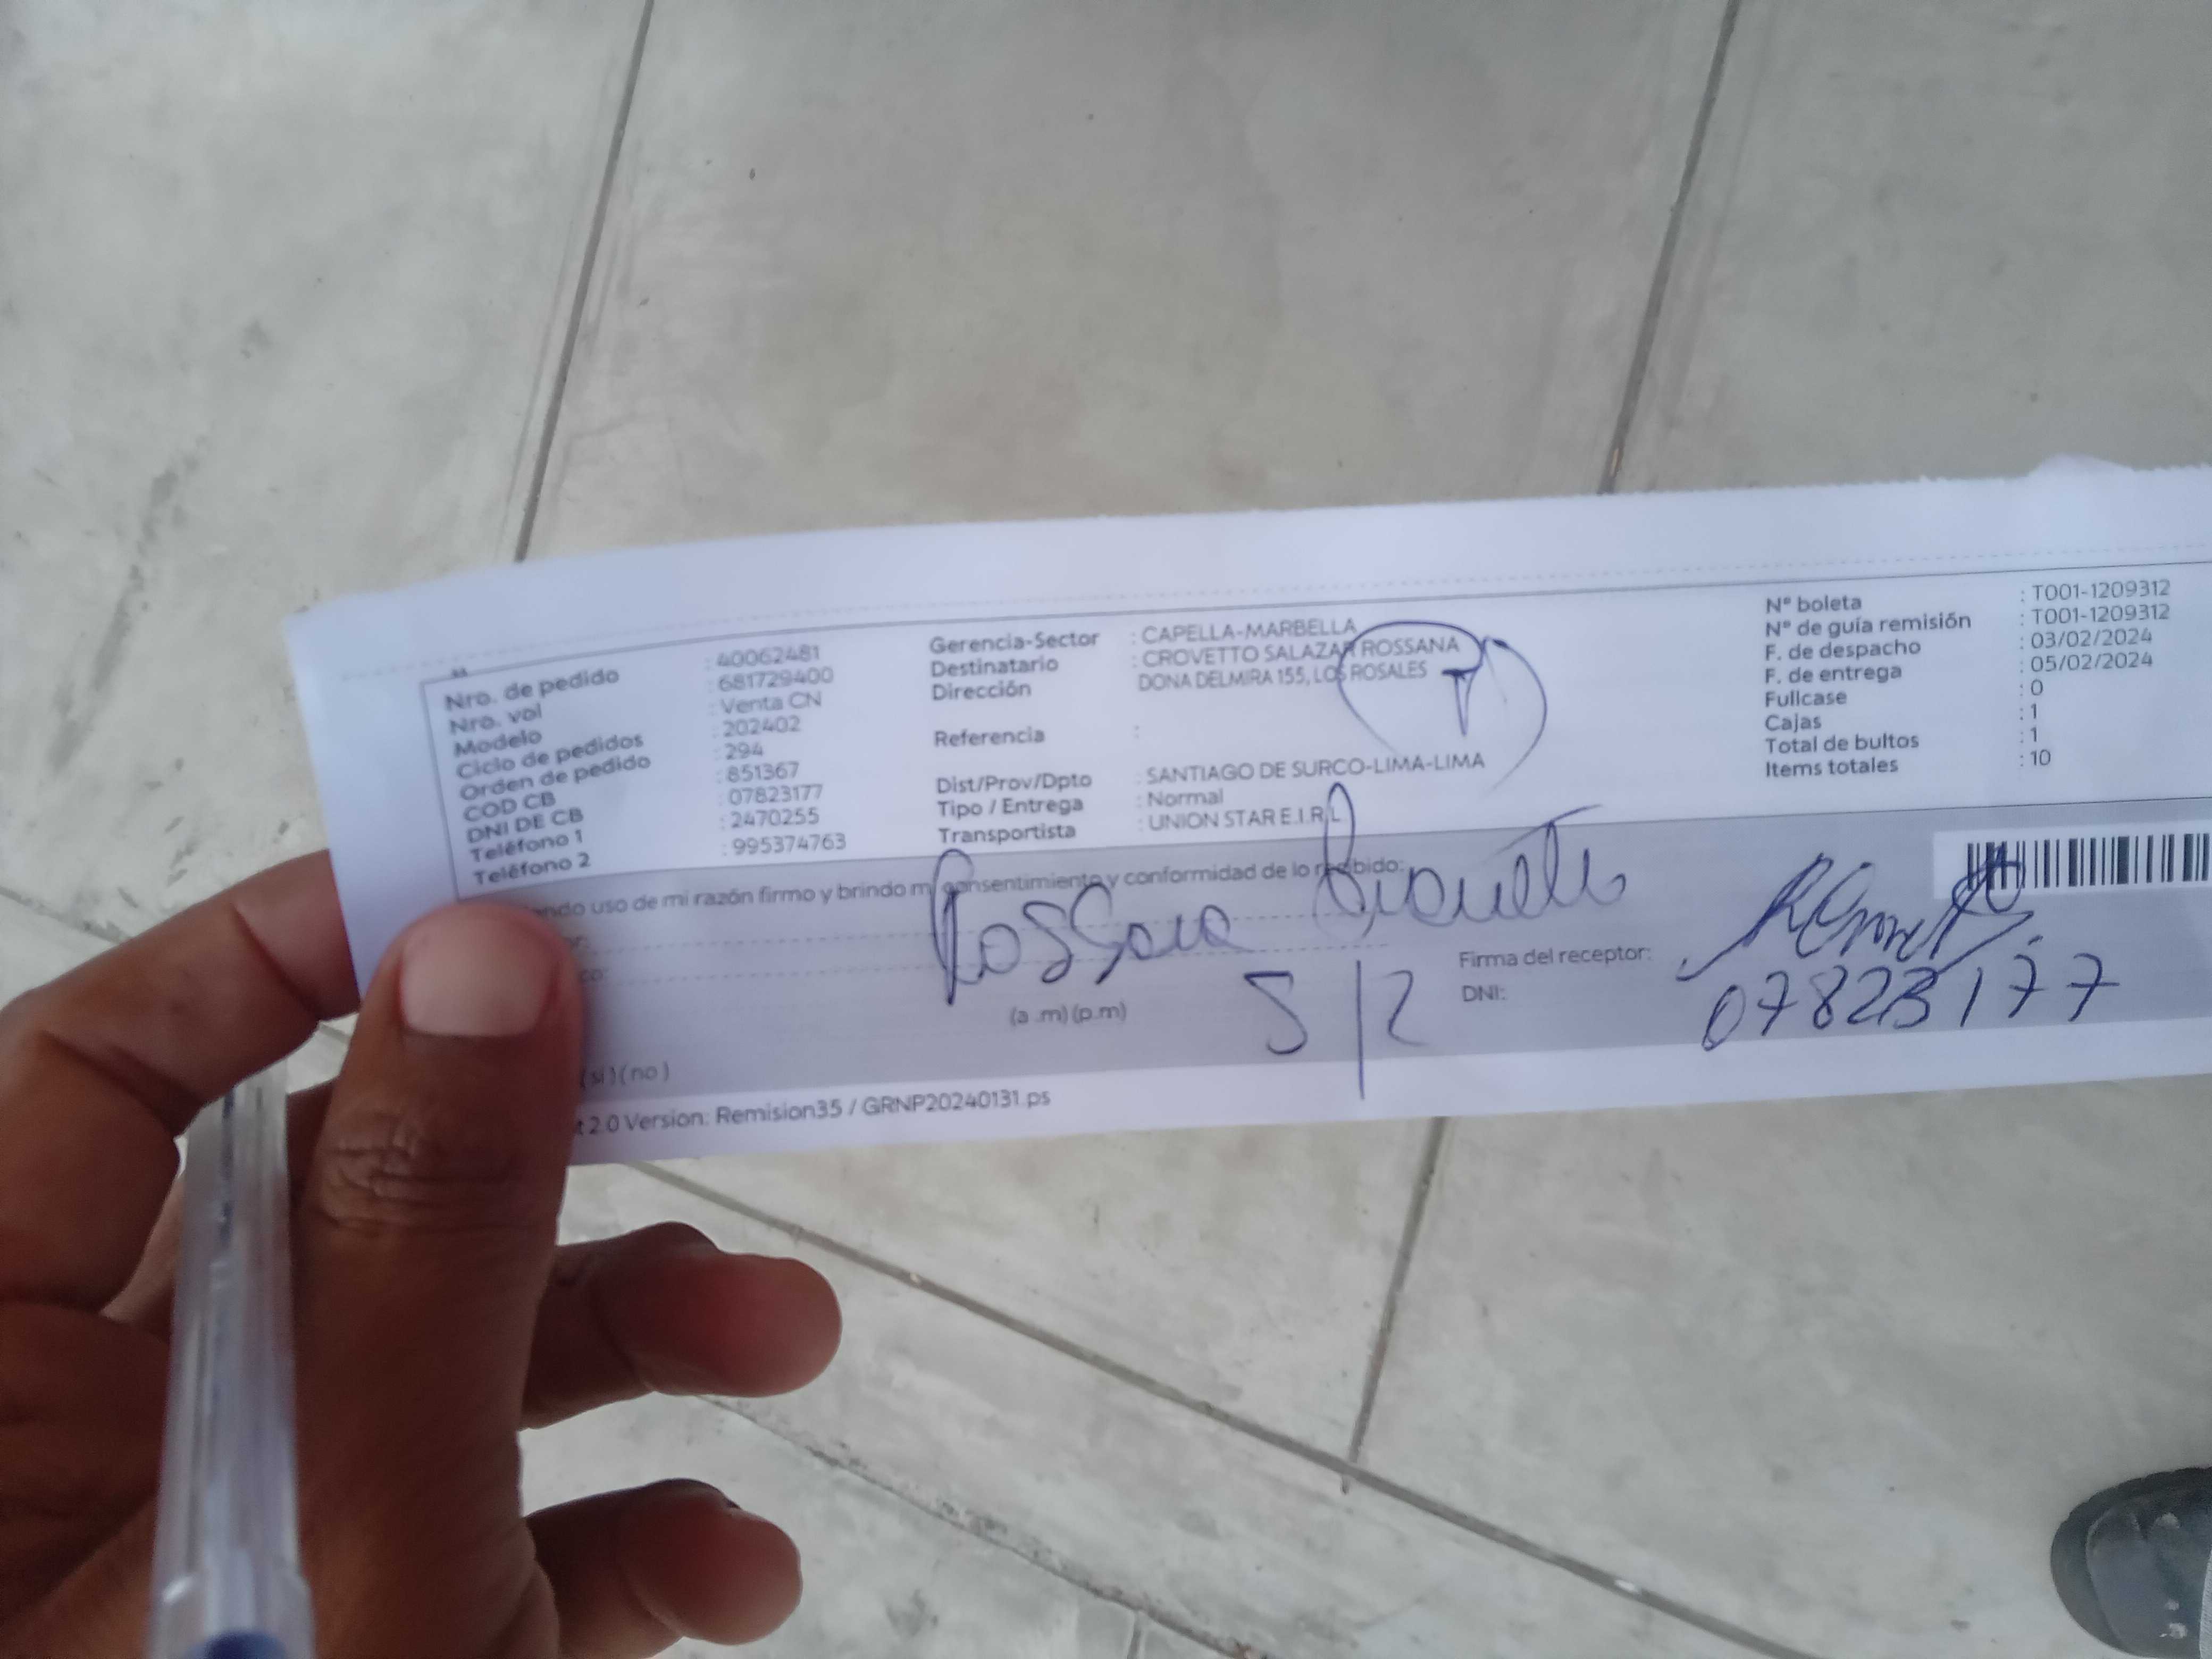 Nro. de pedido : 40062481
Nro. vol : 681729400
Modelo : Venta CN
Ciclo de pedidos : 202402
Orden de pedido : 294
COD CB : 851367
DNI DE CB : 07823177
Teléfono 1 : 2470255
Teléfono 2 : 995374763
Gerencia-Sector : CAPELLA-MARBELLA
Destinatario : CROVETTO SALAZAR ROSSANA
Dirección : DONA DELMIRA 155, LOS ROSALES
Referencia :
Dist/Prov/Dpto : SANTIAGO DE SURCO-LIMA-LIMA
Tipo / Entrega : Normal
Transportista : UNION STAR E.I.R.L
N° boleta : T001-1209312
N° de guía remisión : T001-1209312
F. de despacho : 03/02/2024
F. de entrega : 05/02/2024
Fullcase : 0
Cajas : 1
Total de bultos : 1
Items totales : 10
uso de mi razón firmo y brindo mi consentimiento y conformidad de lo recibido:
Rossana Crovetto
(a .m) (p.m) 5/2
Firma del receptor:
DNI: 07823177
(si) (no)
2.0 Version: Remision35 / GRNP20240131.ps